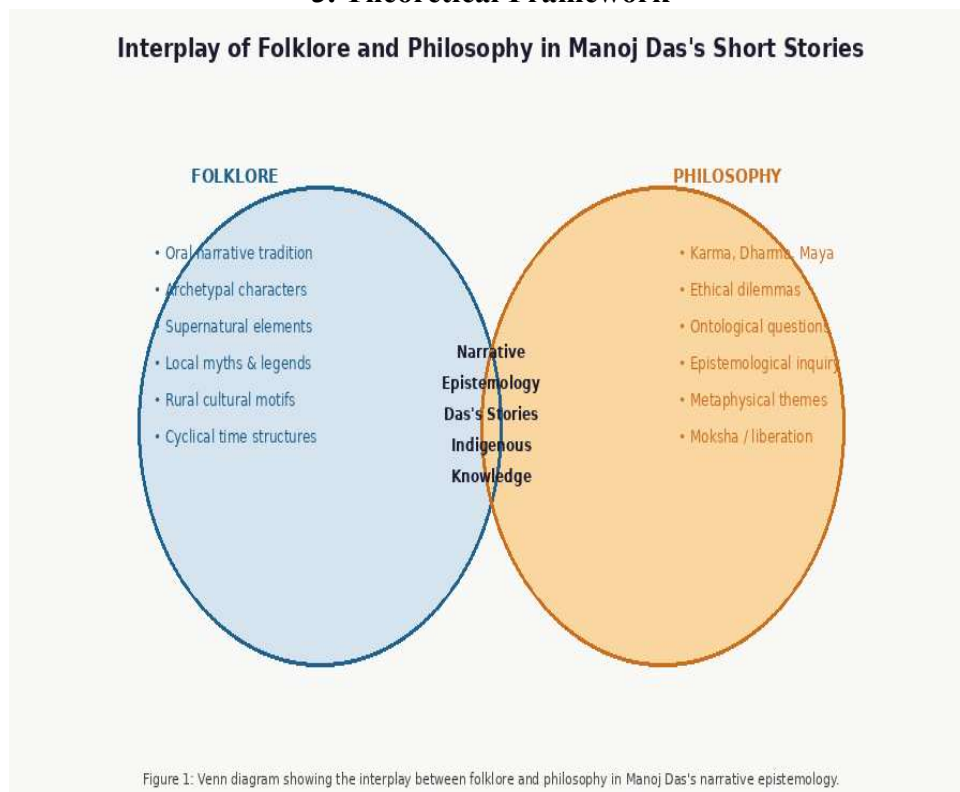 3. Theoretical Framework
Interplay of Folklore and Philosophy in Manoj Das's Short Stories
FOLKLORE
• Oral narrative tradition
• Archetypal characters
• Supernatural elements
• Local myths & legends
• Rural cultural motifs
• Cyclical time structures
Narrative
Epistemology
Das's Stories
Indigenous
Knowledge
PHILOSOPHY
• Karma, Dharma, Maya
• Ethical dilemmas
• Ontological questions
• Epistemological inquiry
• Metaphysical themes
• Moksha / liberation
Figure 1: Venn diagram showing the interplay between folklore and philosophy in Manoj Das's narrative epistemology.